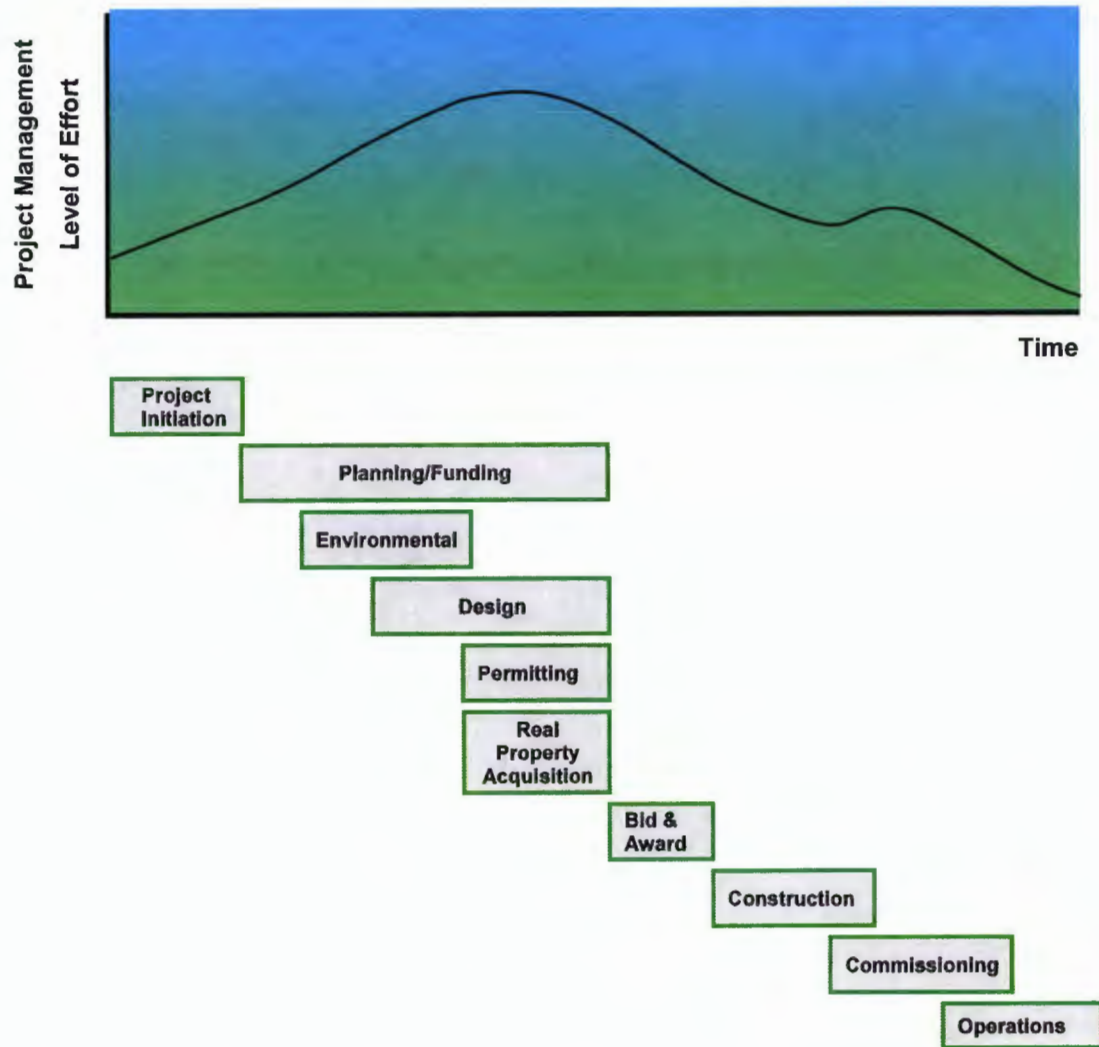 Project Management
Level of Effort
Time
Project
Initiation
Planning/Funding
Environmental
Design
Permitting
Real
Property
Acquisition
Bid &
Award
Construction
Commissioning
Operations